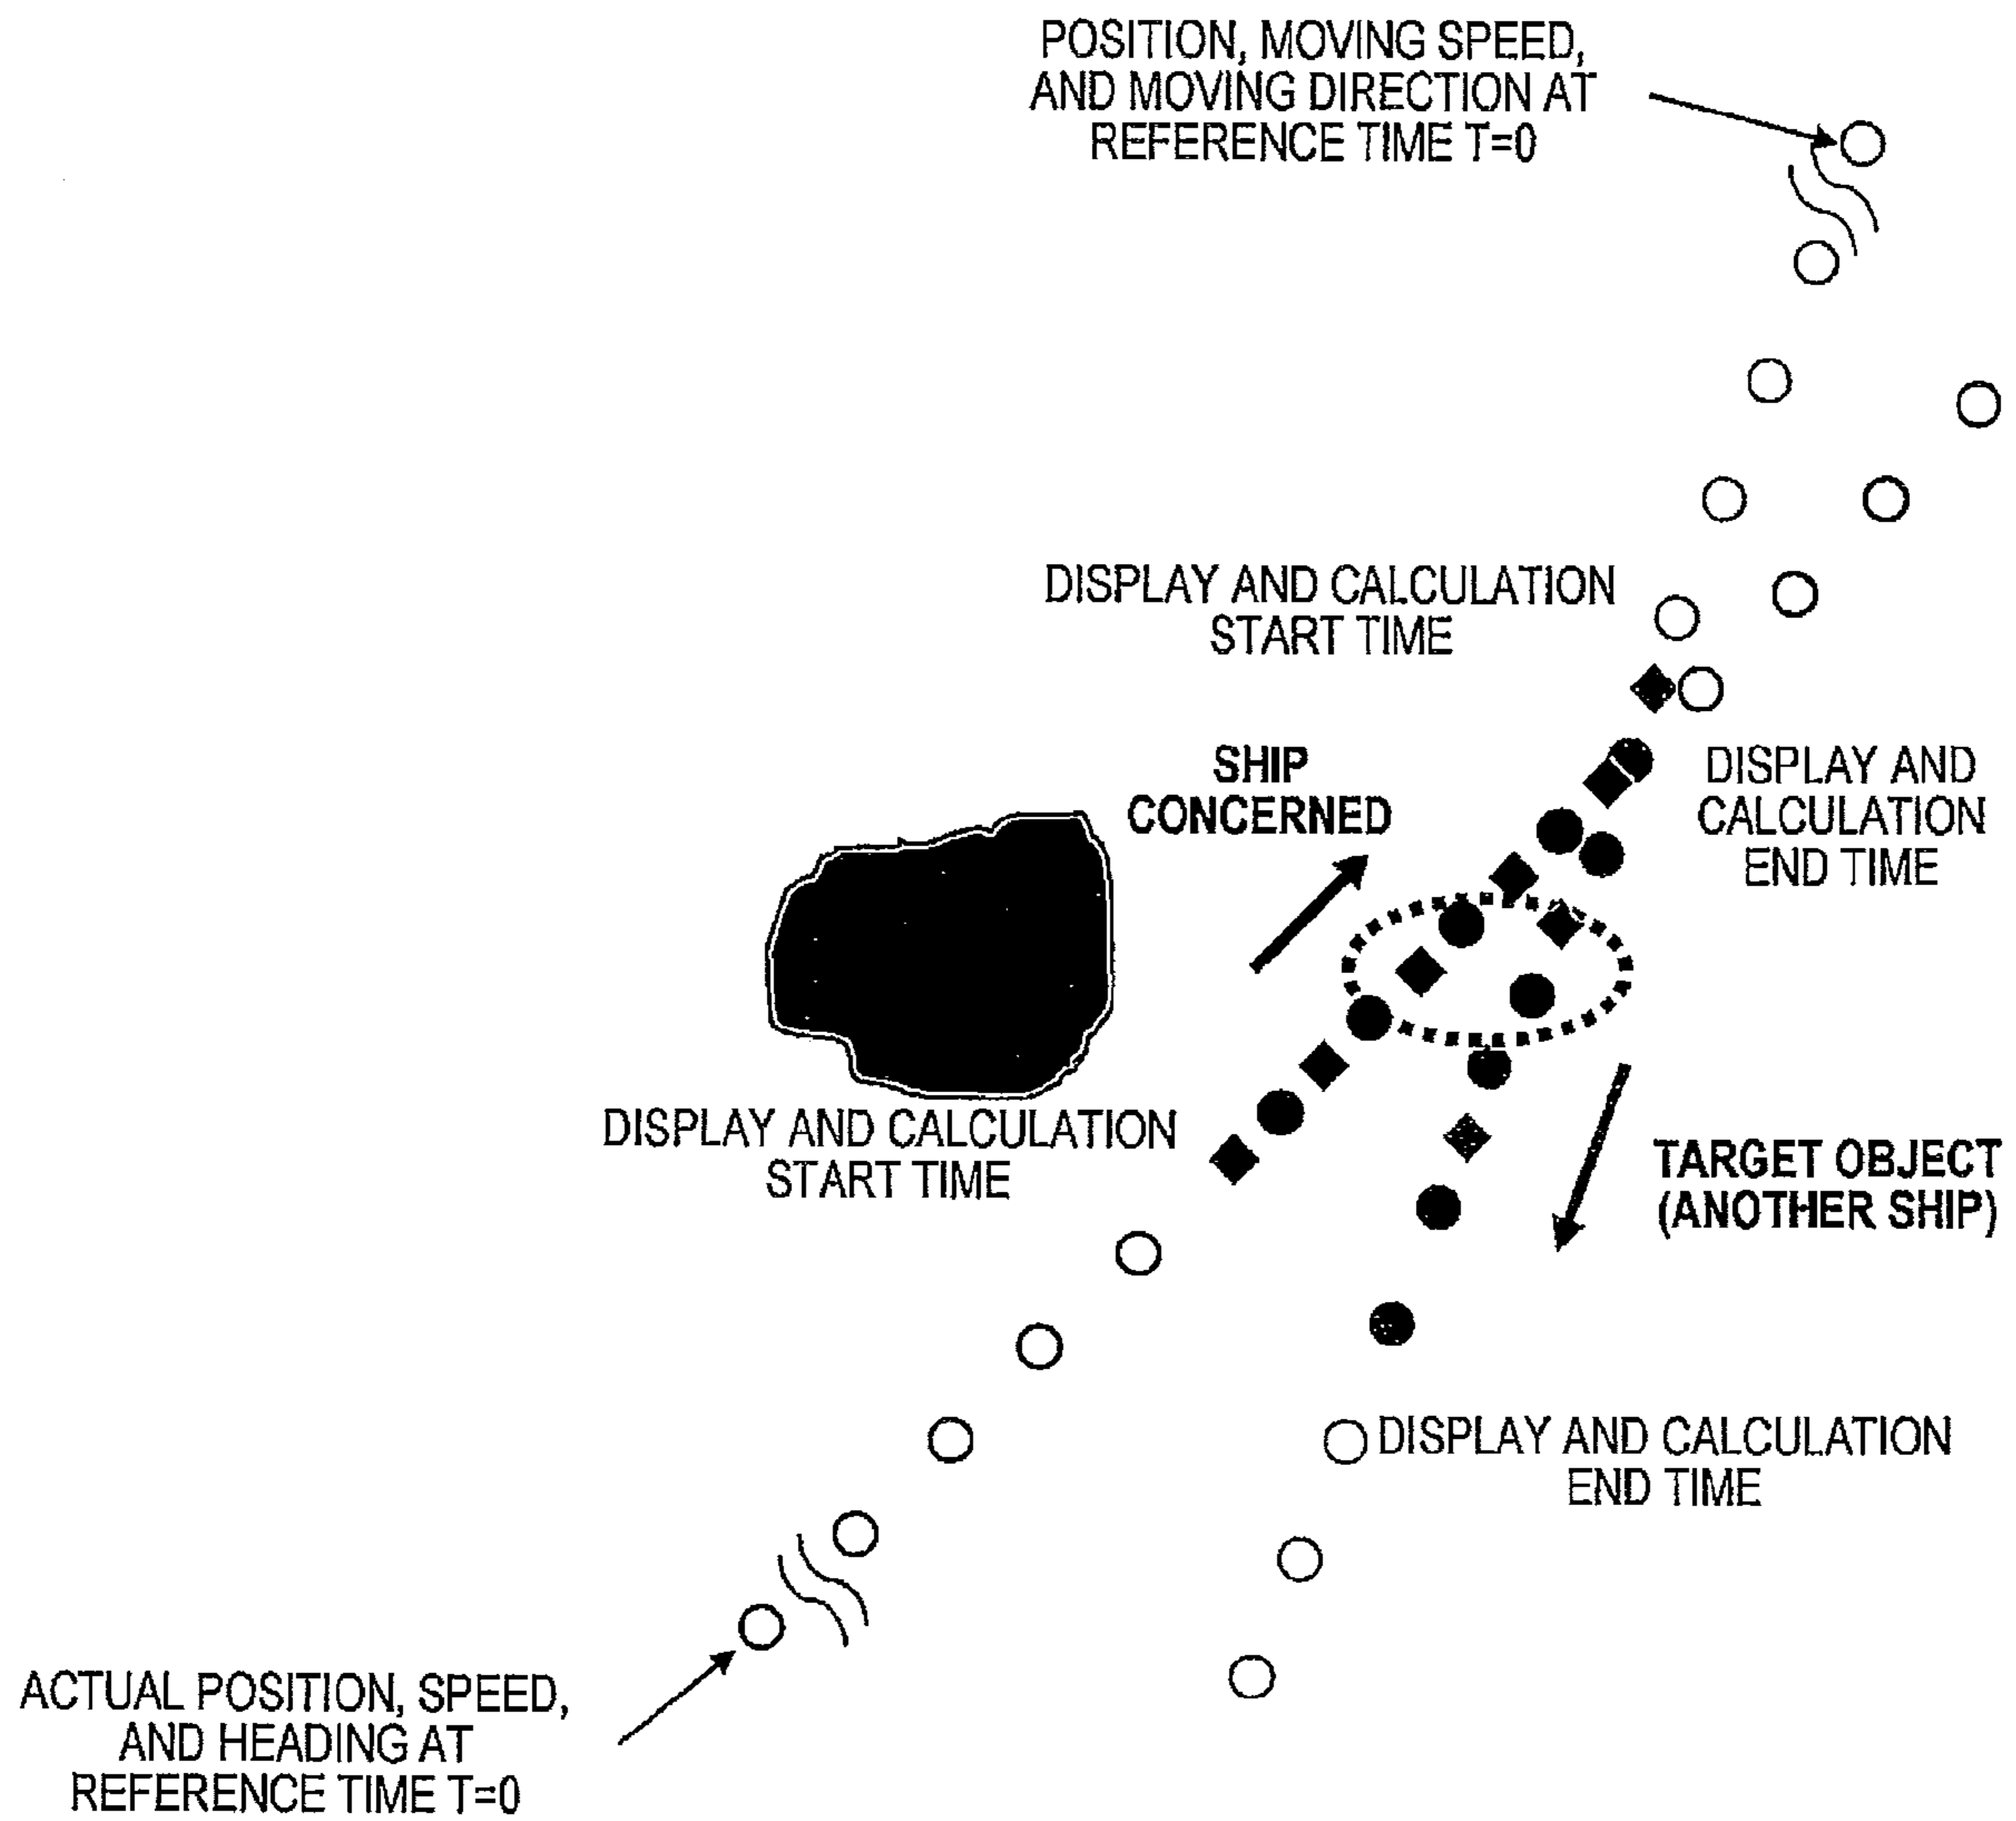 POSITION, MOVING SPEED,
AND MOVING DIRECTION AT
REFERENCE TIME T=0
DISPLAY AND CALCULATION
START TIME
SHIP
CONCERNED
DISPLAY AND
CALCULATION
END TIME
DISPLAY AND CALCULATION
START TIME
TARGET OBJECT
(ANOTHER SHIP)
DISPLAY AND CALCULATION
END TIME
ACTUAL POSITION, SPEED,
AND HEADING AT
REFERENCE TIME T=0